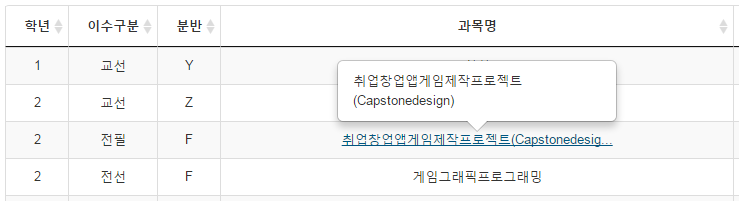 학년 이수구분 분반 과목명
1 교선 Y
취업창업앱게임제작프로젝트
(Capstonedesign)
2 교선 Z
2 전필 F 취업창업앱게임제작프로젝트(Capstonedesig...
2 전선 F 게임그래픽프로그래밍